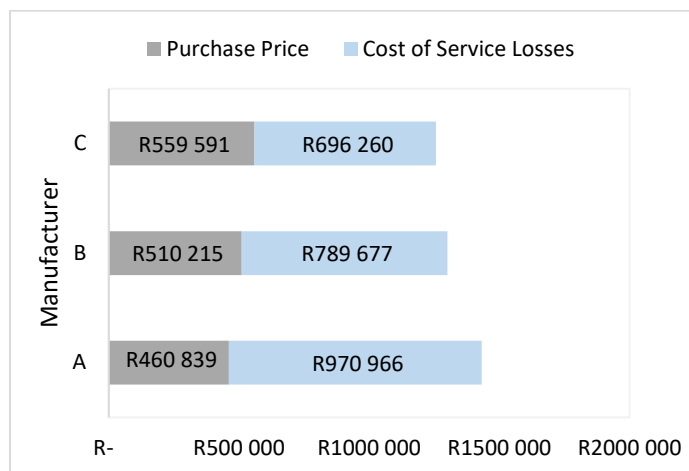 Purchase Price Cost of Service Losses
Manufacturer
C R559 591 R696 260
B R510 215 R789 677
A R460 839 R970 966
R- R500 000 R1000 000 R1500 000 R2000 000